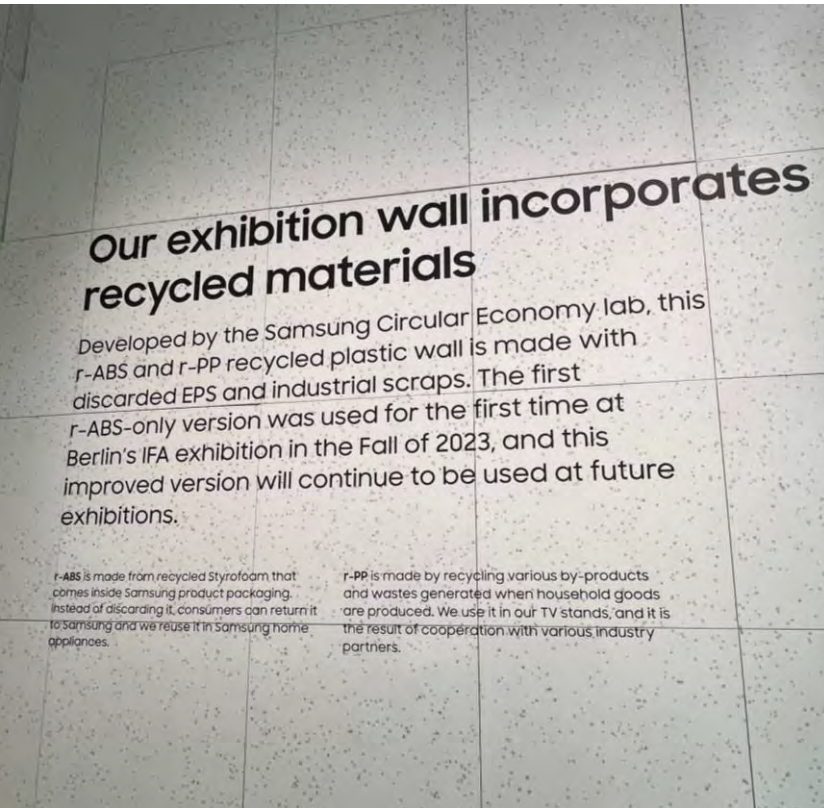 Our exhibition wall incorporates
recycled materials
Developed by the Samsung Circular Economy lab, this
r-ABS and r-PP recycled plastic wall is made with
discarded EPS and industrial scraps. The first
r-ABS-only version was used for the first time at
Berlin's IFA exhibition in the Fall of 2023, and this
improved version will continue to be used at future
exhibitions.
r-ABS is made from recycled Styrofoam that
comes inside Samsung product packaging.
Instead of discarding it, consumers can return it
to Samsung and we reuse it in Samsung home
appliances.
r-PP is made by recycling various by-products
and wastes generated when household goods
are produced. We use it in our TV stands, and it is
the result of cooperation with various industry
partners.